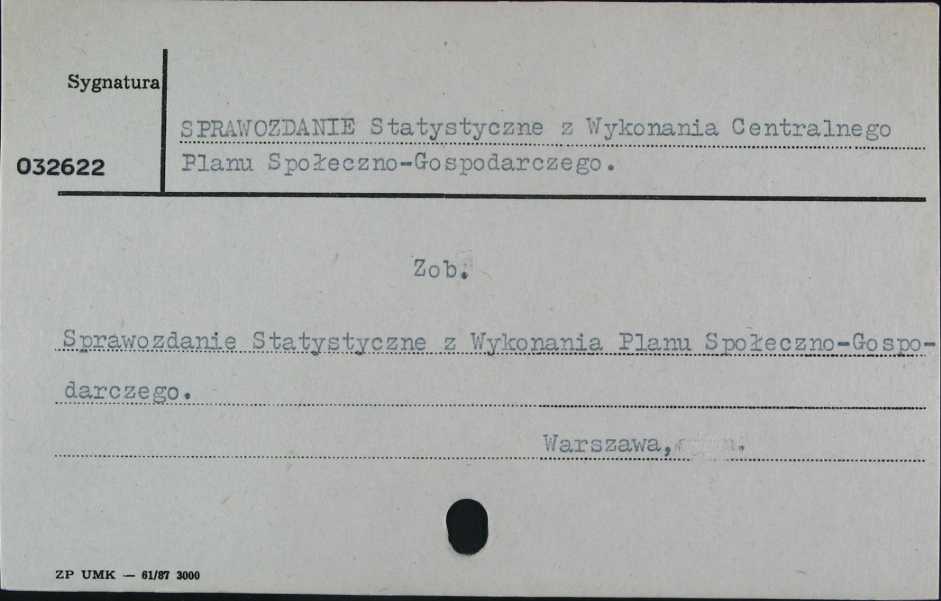 Sygnatura
SPRAWOZDANIE Statystyczne z Wykonania Centralnego
032622
Planu Społeczno-Gospodarczego.
Zob.
Sprawozdanie Statystyczne z Wykonania Planu Społeczno-Gospo-
darczego.
Warszawa,
ZP UMK — 61/87 3000